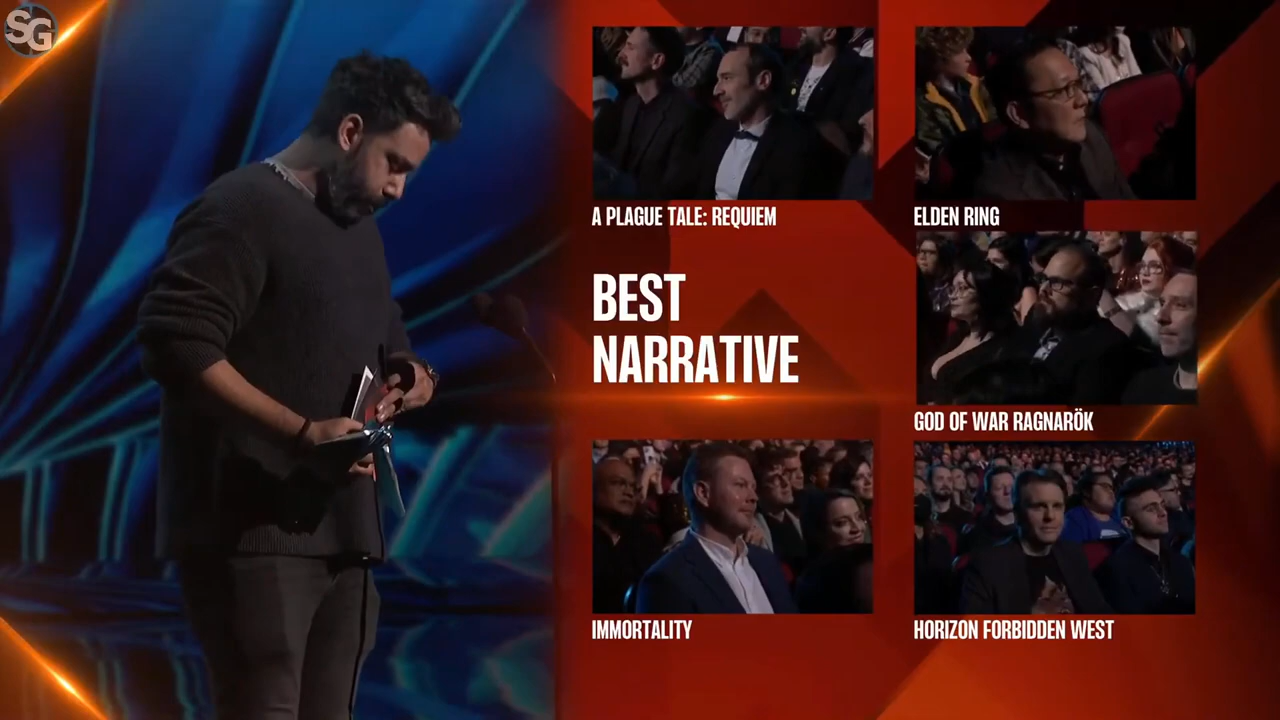 SG
A PLAGUE TALE: REQUIEM
ELDEN RING
BEST
NARRATIVE
GOD OF WAR RAGNARÖK
IMMORTALITY
HORIZON FORBIDDEN WEST